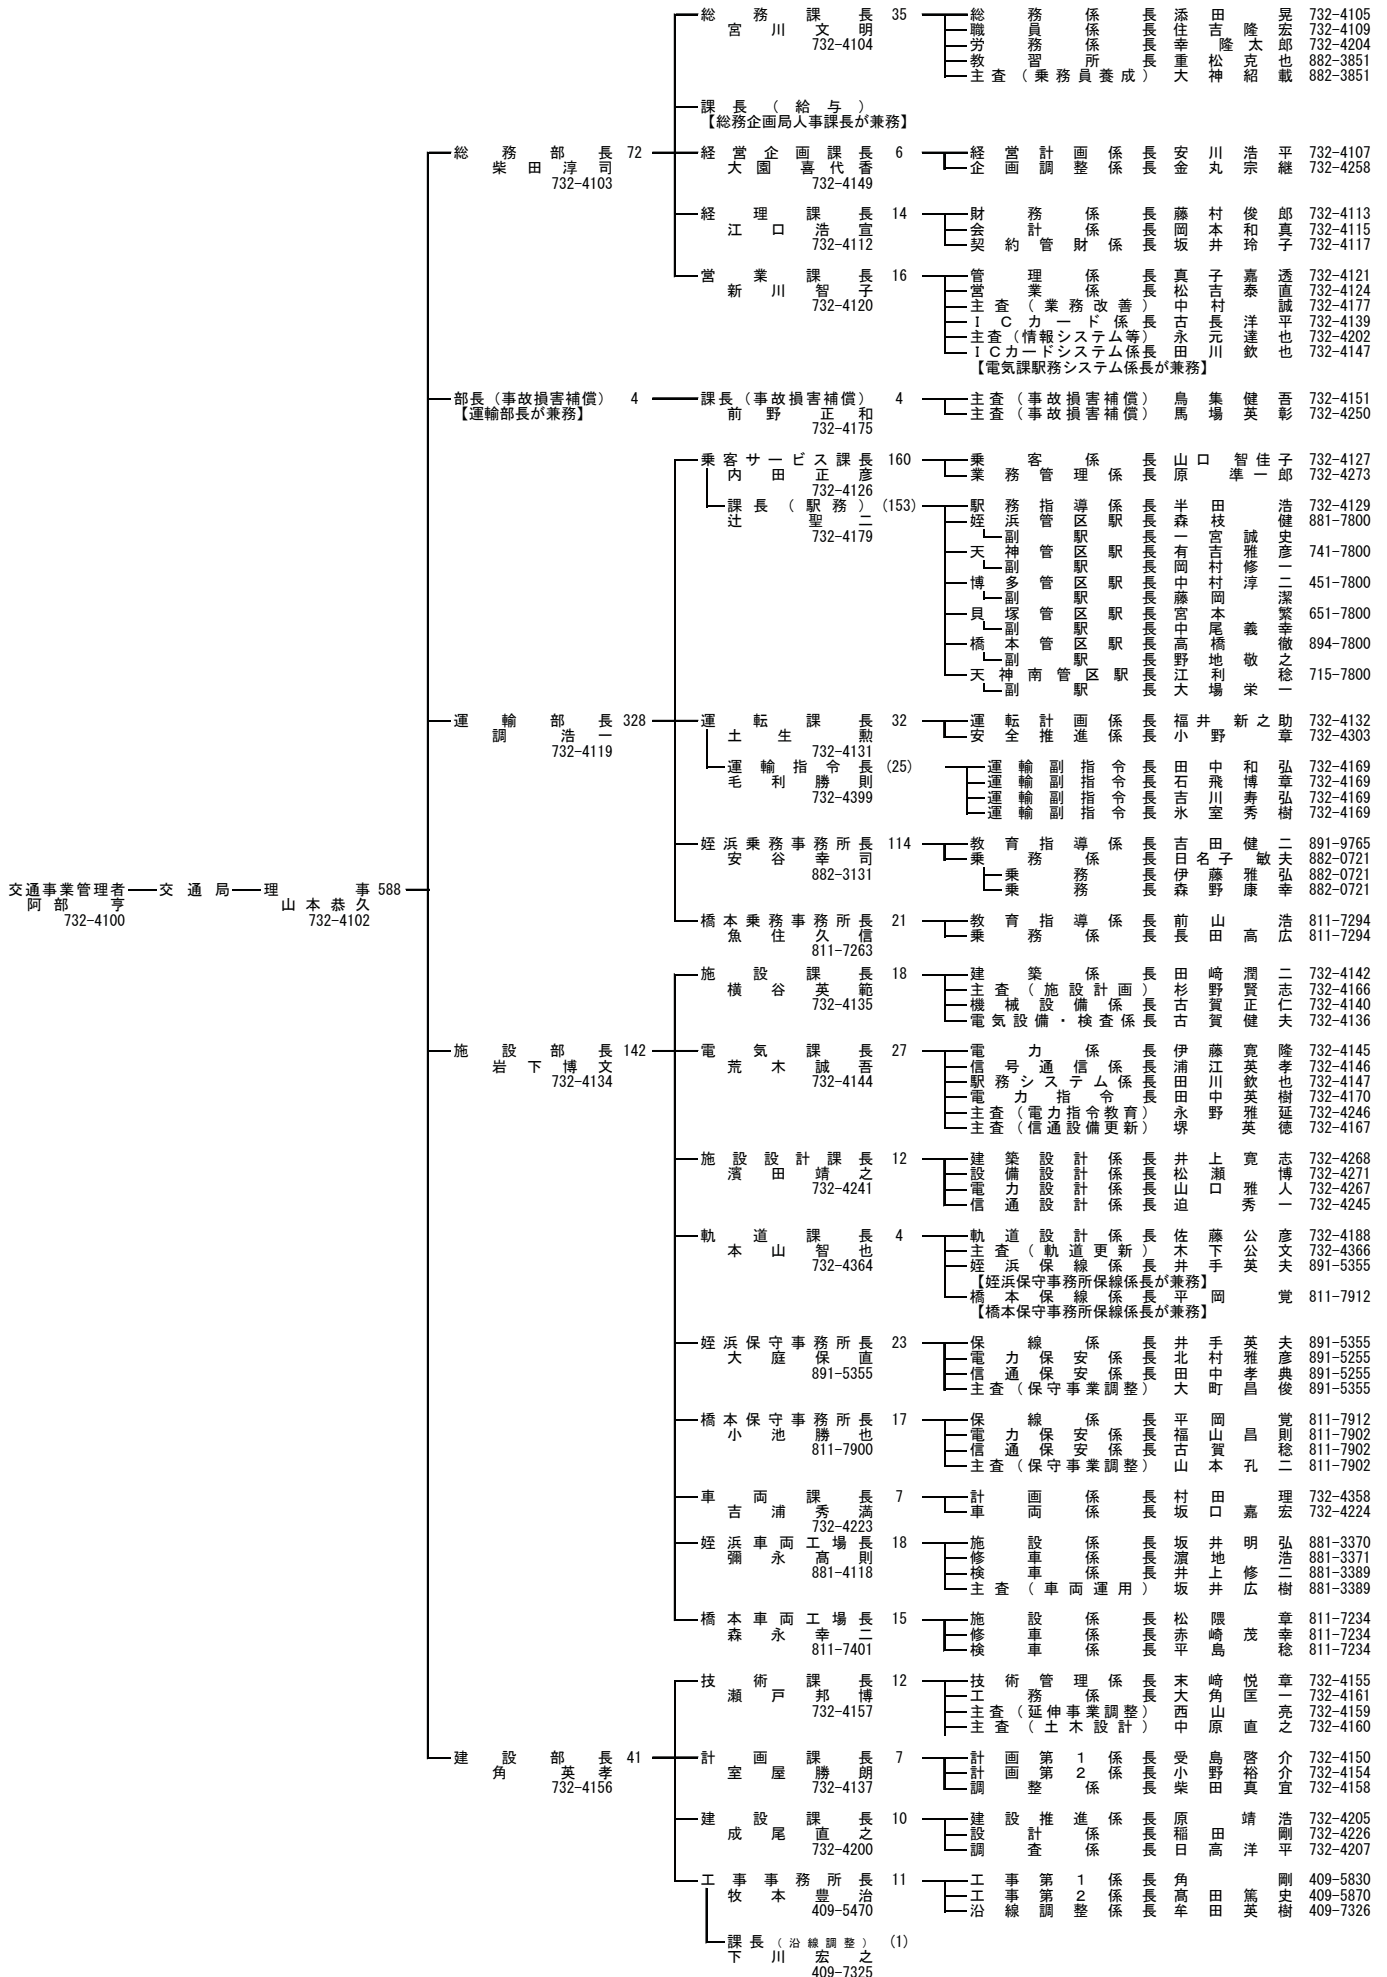 交通事業管理者 交通局 理事 588
阿部 亨 山本恭久
732-4100 732-4102
総務部長 72
柴田淳司
732-4103
総務課長 35
宮川文明
732-4104
総務係長 添田晃 732-4105
職員係長 住吉隆宏 732-4109
労務係長 幸隆太郎 732-4204
教習所長 重松克也 882-3851
主査（乗務員養成） 大神紹載 882-3851
課長（給与）
【総務企画局人事課長が兼務】
経営企画課長 6
大園喜代香
732-4149
経営計画係長 安川浩平 732-4107
企画調整係長 金丸宗継 732-4258
経理課長 14
江口浩宣
732-4112
財務係長 藤村俊郎 732-4113
会計係長 岡本和真 732-4115
契約管財係長 坂井玲子 732-4117
営業課長 16
新川智子
732-4120
管理係長 真子嘉透 732-4121
営業係長 松吉泰直 732-4124
主査（業務改善） 中村誠 732-4177
ＩＣカード係長 古長洋平 732-4139
主査（情報システム等） 永元達也 732-4202
ＩＣカードシステム係長 田川欽也 732-4147
【電気課駅務システム係長が兼務】
部長（事故損害補償） 4
【運輸部長が兼務】
課長（事故損害補償） 4
前野正和
732-4175
主査（事故損害補償） 鳥集健吾 732-4151
主査（事故損害補償） 馬場英彰 732-4250
運輸部長 328
調浩一
732-4119
乗客サービス課長 160
内田正彦
732-4126
乗客係長 山口智佳子 732-4127
業務管理係長 原準一郎 732-4273
課長（駅務） (153)
辻聖二
732-4179
駅務指導係長 半田浩 732-4129
姪浜管区駅長 森枝健 881-7800
副駅長 一宮誠史
天神管区駅長 有吉雅彦 741-7800
副駅長 岡村修一
博多管区駅長 中村淳二 451-7800
副駅長 藤岡潔
貝塚管区駅長 宮本繁 651-7800
副駅長 中尾義幸
橋本管区駅長 高橋徹 894-7800
副駅長 野地敬之
天神南管区駅長 江利稔 715-7800
副駅長 大場栄一
運転課長 32
土生勲
732-4131
運転計画係長 福井新之助 732-4132
安全推進係長 小野章 732-4303
運輸指令長 (25)
毛利勝則
732-4399
運輸副指令長 田中和弘 732-4169
運輸副指令長 石飛博章 732-4169
運輸副指令長 吉川寿弘 732-4169
運輸副指令長 氷室秀樹 732-4169
姪浜乗務事務所長 114
安谷幸司
882-3131
教育指導係長 吉田健二 891-9765
乗務係長 日名子敏夫 882-0721
乗務長 伊藤雅弘 882-0721
乗務長 森野康幸 882-0721
橋本乗務事務所長 21
魚住久信
811-7263
教育指導係長 前山浩 811-7294
乗務係長 長田高広 811-7294
施設部長 142
岩下博文
732-4134
施設課長 18
横谷英範
732-4135
建築係長 田﨑潤二 732-4142
主査（施設計画） 杉野賢志 732-4166
機械設備係長 古賀正仁 732-4140
電気設備・検査係長 古賀健夫 732-4136
電気課長 27
荒木誠吾
732-4144
電力係長 伊藤寛隆 732-4145
信号通信係長 浦江英孝 732-4146
駅務システム係長 田川欽也 732-4147
電力指令長 田中英樹 732-4170
主査（電力指令教育） 永野雅延 732-4246
主査（信通設備更新） 堺英徳 732-4167
施設設計課長 12
濱田靖之
732-4241
建築設計係長 井上寛志 732-4268
設備設計係長 松瀬博 732-4271
電力設計係長 山口雅人 732-4267
信通設計係長 迫秀一 732-4245
軌道課長 4
本山智也
732-4364
軌道設計係長 佐藤公彦 732-4188
主査（軌道更新） 木下公文 732-4366
姪浜保線係長 井手英夫 891-5355
【姪浜保守事務所保線係長が兼務】
橋本保線係長 平岡覚 811-7912
【橋本保守事務所保線係長が兼務】
姪浜保守事務所長 23
大庭保直
891-5355
保線係長 井手英夫 891-5355
電力保安係長 北村雅彦 891-5255
信通保安係長 田中孝典 891-5255
主査（保守事業調整） 大町昌俊 891-5355
橋本保守事務所長 17
小池勝也
811-7900
保線係長 平岡覚 811-7912
電力保安係長 福山昌則 811-7902
信通保安係長 古賀稔 811-7902
主査（保守事業調整） 山本孔二 811-7902
車両課長 7
吉浦秀満
732-4223
計画係長 村田理 732-4358
車両係長 坂口嘉宏 732-4224
姪浜車両工場長 18
彌永髙則
881-4118
施設係長 坂井明弘 881-3370
修車係長 濵地浩 881-3371
検車係長 井上修二 881-3389
主査（車両運用） 坂井広樹 881-3389
橋本車両工場長 15
森永幸二
811-7401
施設係長 松隈章 811-7234
修車係長 赤崎茂幸 811-7234
検車係長 平島稔 811-7234
建設部長 41
角英孝
732-4156
技術課長 12
瀬戸邦博
732-4157
技術管理係長 末﨑悦章 732-4155
工務係長 大角匡一 732-4161
主査（延伸事業調整） 西山亮 732-4159
主査（土木設計） 中原直之 732-4160
計画課長 7
室屋勝朗
732-4137
計画第１係長 受島啓介 732-4150
計画第２係長 小野裕介 732-4154
調整係長 柴田真宜 732-4158
建設課長 10
成尾直之
732-4200
建設推進係長 原靖浩 732-4205
設計係長 稲田剛 732-4226
調査係長 日高洋平 732-4207
工事事務所長 11
牧本豊治
409-5470
工事第１係長 角剛 409-5830
工事第２係長 髙田篤史 409-5870
沿線調整係長 牟田英樹 409-7326
課長（沿線調整） (1)
下川宏之
409-7325